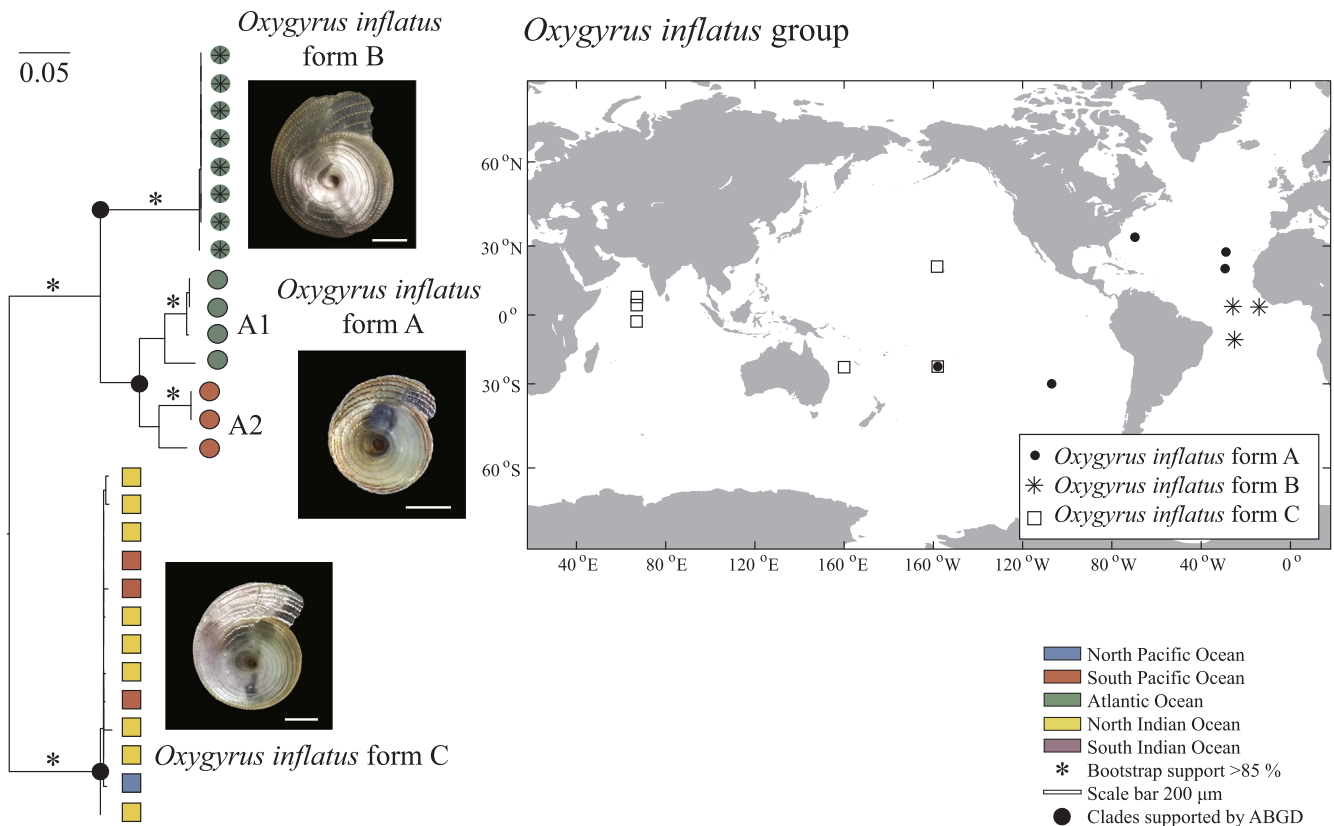 Oxygyrus inflatus
form B
Oxygyrus inflatus group
0.05
*
*
Oxygyrus inflatus
form A
*
A1
*
A2
60 °N
30 °N
0 °
30 °S
60 °S
40 °E
80 °E
120 °E
160 °E
160 °W
120 °W
80 °W
40 °W
0 °
Oxygyrus inflatus form A
Oxygyrus inflatus form B
Oxygyrus inflatus form C
*
Oxygyrus inflatus form C
North Pacific Ocean
South Pacific Ocean
Atlantic Ocean
North Indian Ocean
South Indian Ocean
* Bootstrap support >85 %
Scale bar 200 μm
Clades supported by ABGD